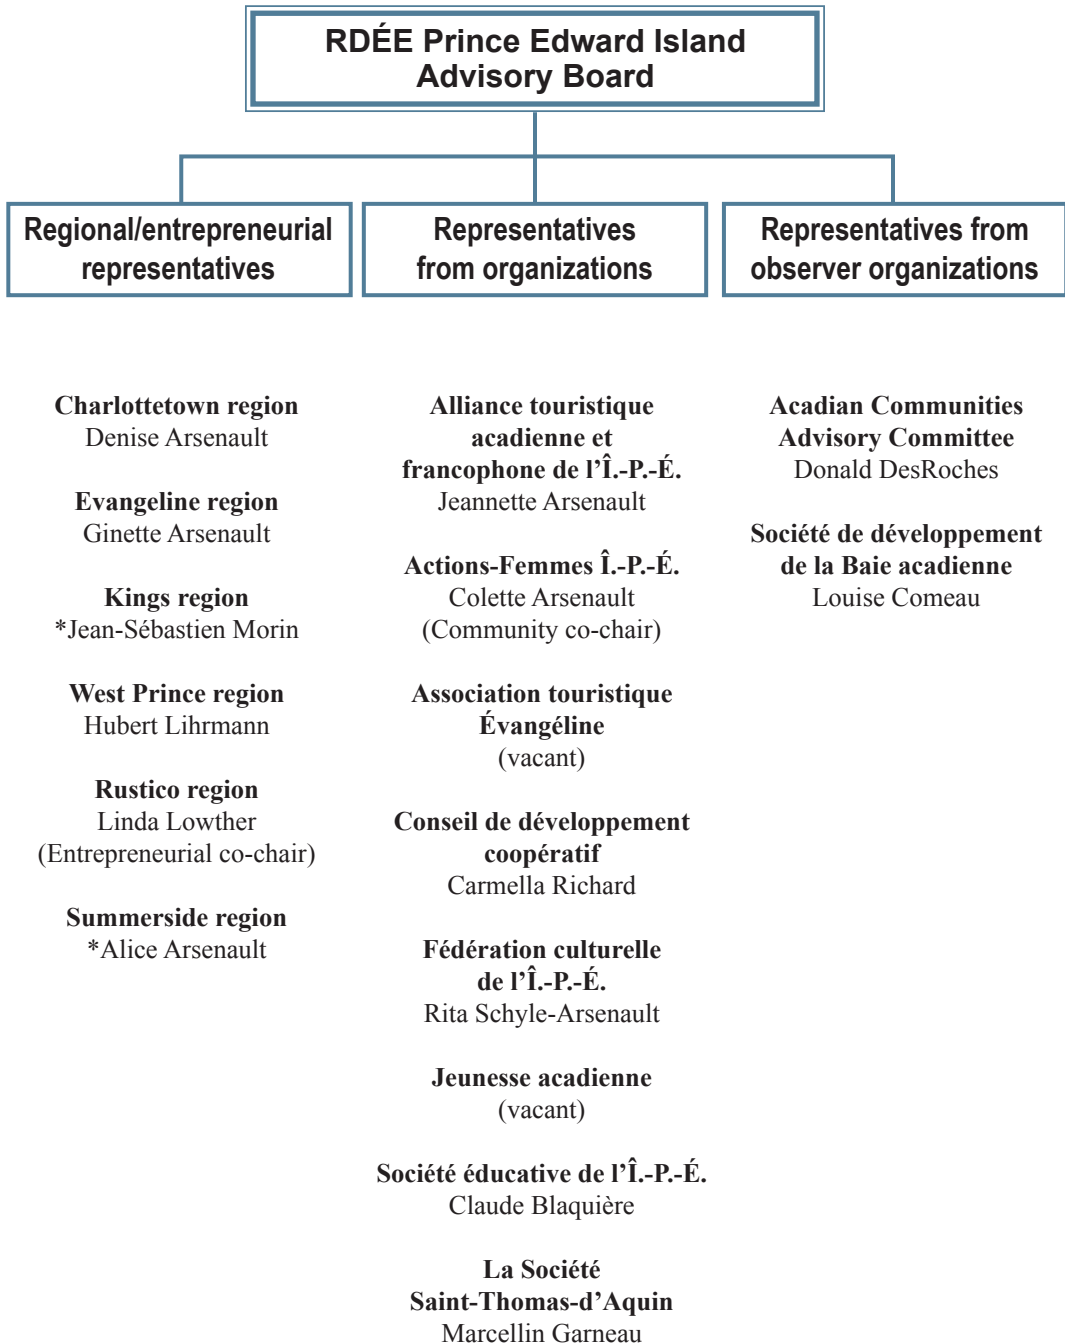 RDÉE Prince Edward Island
Advisory Board
Regional/entrepreneurial
representatives
Charlottetown region
Denise Arsenault
Evangeline region
Ginette Arsenault
Kings region
*Jean-Sébastien Morin
West Prince region
Hubert Lihrmann
Rustico region
Linda Lowther
(Entrepreneurial co-chair)
Summerside region
*Alice Arsenault
Representatives
from organizations
Alliance touristique
acadienne et
francophone de l’Î.-P.-É.
Jeannette Arsenault
Actions-Femmes Î.-P.-É.
Colette Arsenault
(Community co-chair)
Association touristique
Évangéline
(vacant)
Conseil de développement
coopératif
Carmella Richard
Fédération culturelle
de l’Î.-P.-É.
Rita Schyle-Arsenault
Jeunesse acadienne
(vacant)
Société éducative de l’Î.-P.-É.
Claude Blaquière
La Société
Saint-Thomas-d’Aquin
Marcellin Garneau
Representatives from
observer organizations
Acadian Communities
Advisory Committee
Donald DesRoches
Société de développement
de la Baie acadienne
Louise Comeau